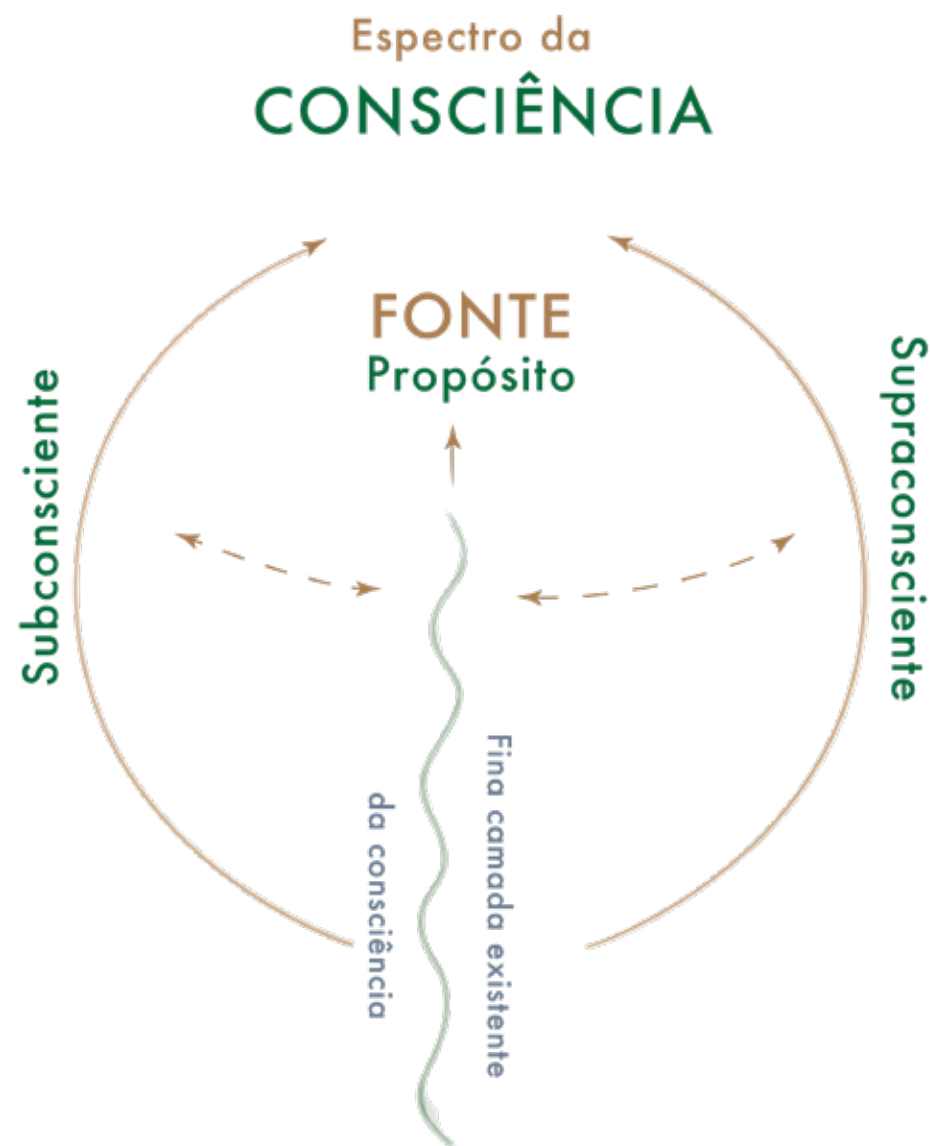 Espectro da
CONSCIÊNCIA
FONTE
Propósito
Subconsciente
Supraconsciente
Fina camada existente
da consciência